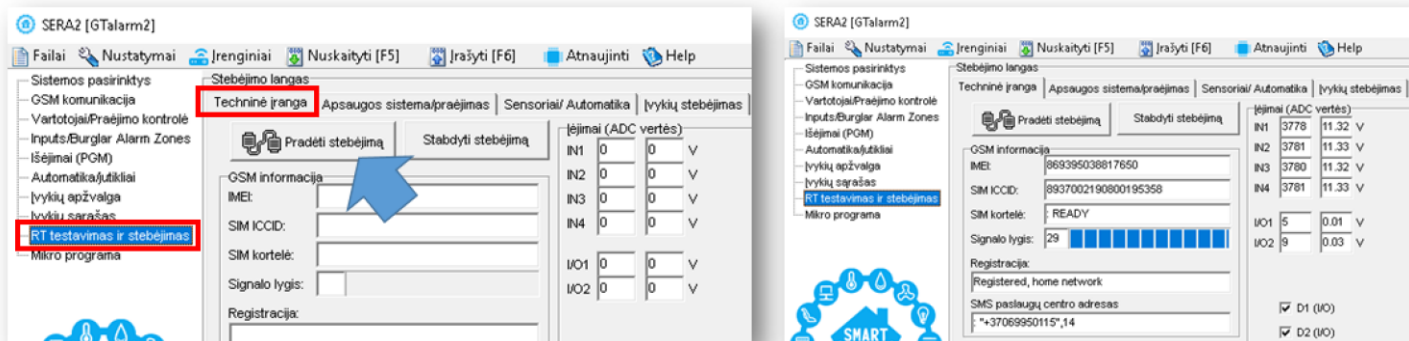 SERA2 [GTalarm2]
Failai Nustatymai Įrenginiai Nuskaityti [F5] Įrašyti [F6] Atnaujinti Help
Sistemos pasirinktys
GSM komunikacija
Vartotojai/Praėjimo kontrolė
Inputs/Burglar Alarm Zones
Išėjimai (PGM)
Automatika/jutikliai
Įvykių apžvalga
Įvykių sąrašas
RT testavimas ir stebėjimas
Mikro programa
Stebėjimo langas
Techninė įranga Apsaugos sistema/praėjimas Sensoriai/ Automatika Įvykių stebėjimas
Pradėti stebėjimą Stabdyti stebėjimą
GSM informacija
IMEI:
SIM ICCID:
SIM kortelė:
Signalo lygis:
Registracija:
Įėjimai (ADC vertės)
IN1 0 0 V
IN2 0 0 V
IN3 0 0 V
IN4 0 0 V
I/O1 0 0 V
I/O2 0 0 V
SERA2 [GTalarm2]
Failai Nustatymai Įrenginiai Nuskaityti [F5] Įrašyti [F6] Atnaujinti Help
Sistemos pasirinktys
GSM komunikacija
Vartotojai/Praėjimo kontrolė
Inputs/Burglar Alarm Zones
Išėjimai (PGM)
Automatika/jutikliai
Įvykių apžvalga
Įvykių sąrašas
RT testavimas ir stebėjimas
Mikro programa
SMART
Stebėjimo langas
Techninė įranga Apsaugos sistema/praėjimas Sensoriai/ Automatika Įvykių stebėjimas
Pradėti stebėjimą Stabdyti stebėjimą
GSM informacija
IMEI: 869395038817650
SIM ICCID: 8937002190800195358
SIM kortelė: : READY
Signalo lygis: 29
Registracija:
Registered, home network
SMS paslaugų centro adresas
: "+37069950115",14
Įėjimai (ADC vertės)
IN1 3778 11.32 V
IN2 3781 11.33 V
IN3 3780 11.32 V
IN4 3781 11.33 V
I/O1 5 0.01 V
I/O2 9 0.03 V
D1 (I/O)
D2 (I/O)